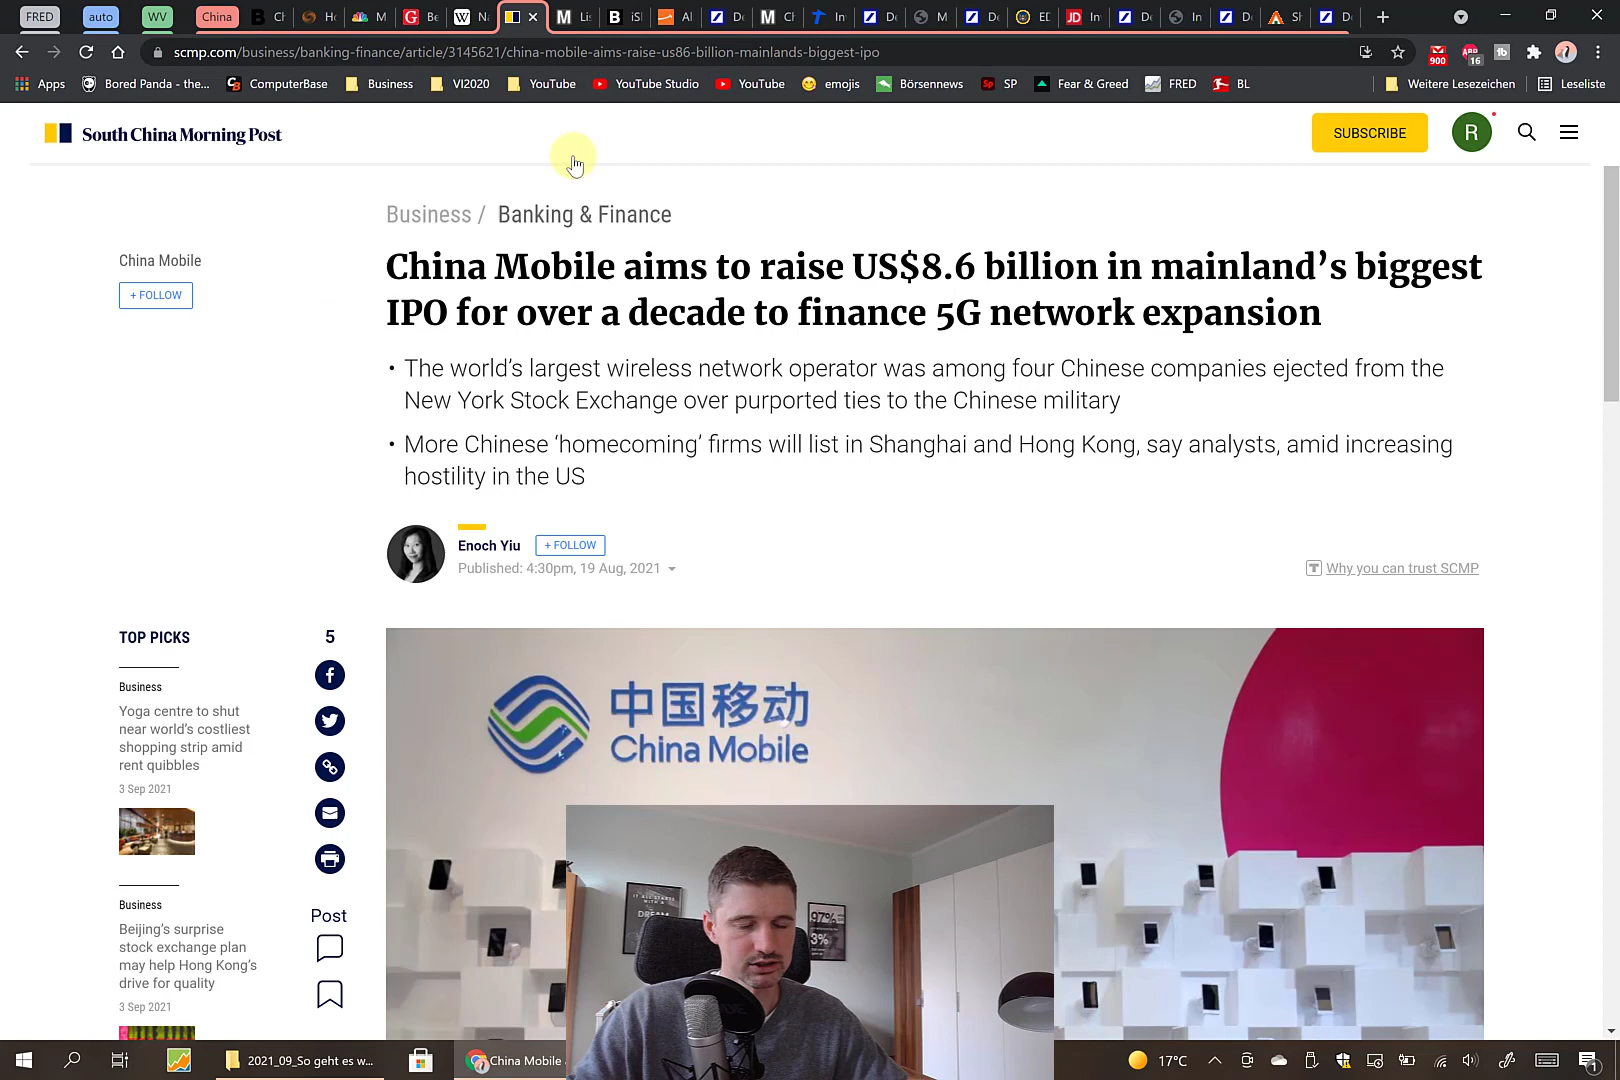 FRED
auto
WV
China
scmp.com/business/banking-finance/article/3145621/china-mobile-aims-raise-us86-billion-mainlands-biggest-ipo
900
16
Apps
Bored Panda - the...
ComputerBase
Business
VI2020
YouTube
YouTube Studio
YouTube
emojis
Börsennews
SP
Fear & Greed
FRED
BL
Weitere Lesezeichen
Leseliste
South China Morning Post
SUBSCRIBE
R
Business / Banking & Finance
China Mobile
+ FOLLOW
China Mobile aims to raise US$8.6 billion in mainland’s biggest
IPO for over a decade to finance 5G network expansion
• The world’s largest wireless network operator was among four Chinese companies ejected from the
New York Stock Exchange over purported ties to the Chinese military
• More Chinese ‘homecoming’ firms will list in Shanghai and Hong Kong, say analysts, amid increasing
hostility in the US
Enoch Yiu
+ FOLLOW
Published: 4:30pm, 19 Aug, 2021
Why you can trust SCMP
TOP PICKS
5
Business
Yoga centre to shut
near world’s costliest
shopping strip amid
rent quibbles
3 Sep 2021
Business
Beijing’s surprise
stock exchange plan
may help Hong Kong’s
drive for quality
3 Sep 2021
Post
中国移动
China Mobile
DREAM
97%
3%
2021_09_So geht es w...
China Mobile
17°C